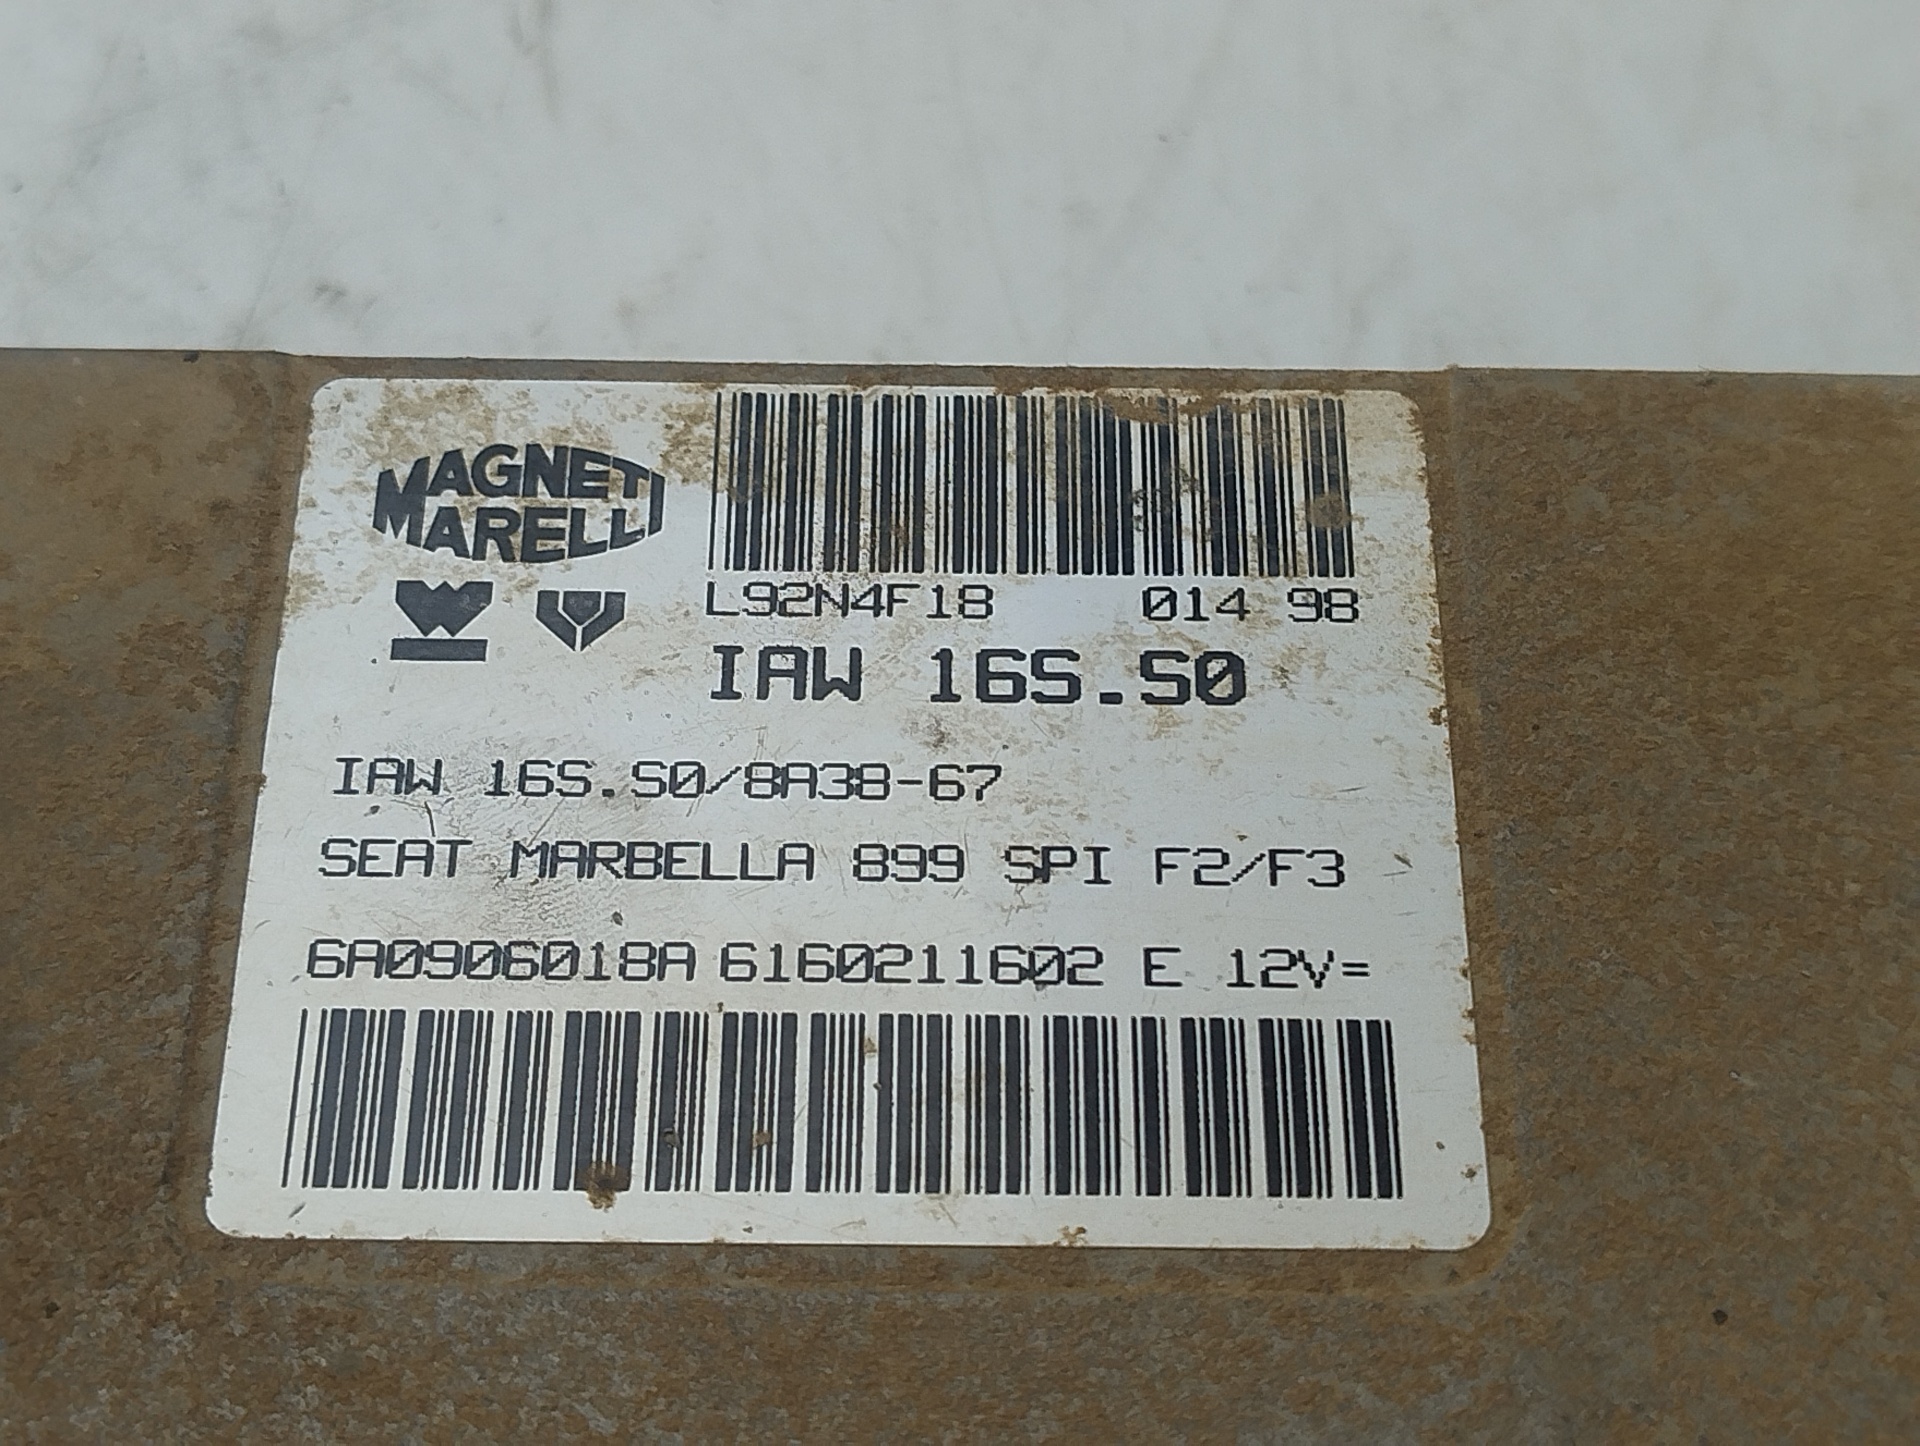 MAGNETI
MARELLI
L92N4F18 014 98
IAW 16S.S0
IAW 16S.S0/8A38-67
SEAT MARBELLA 899 SPI F2/F3
6A0906018A 6160211602 E 12V=